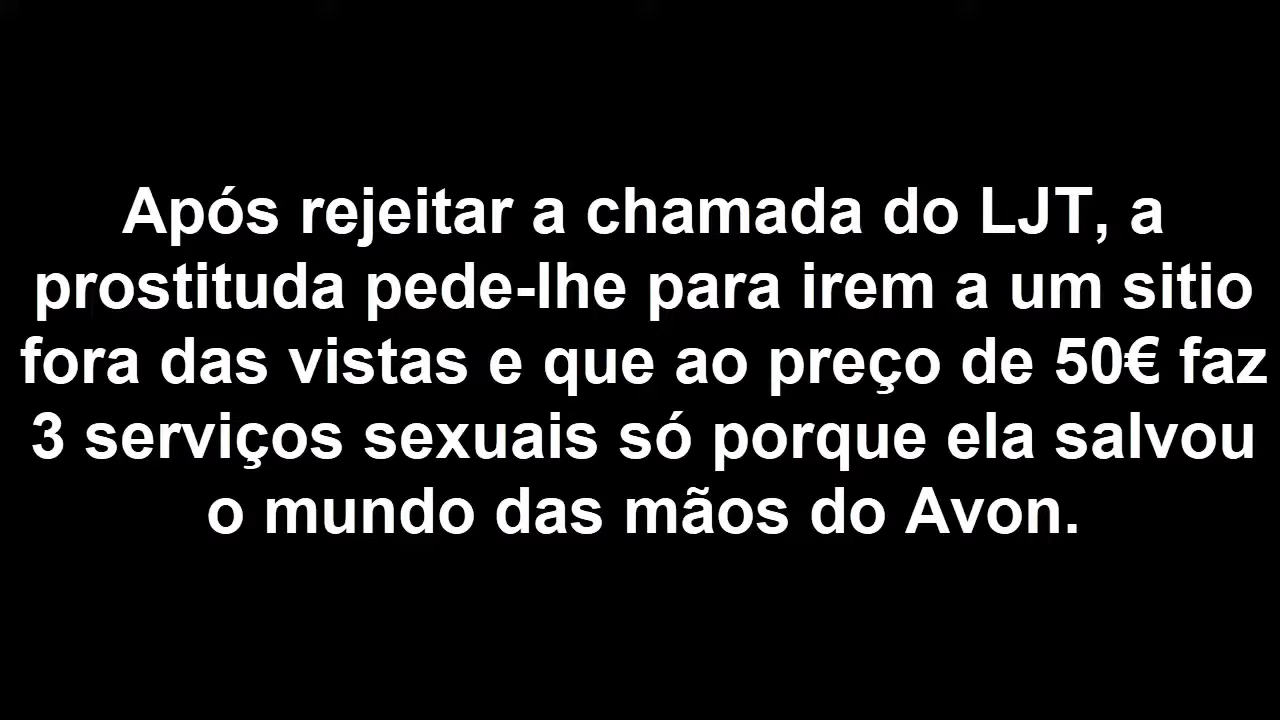 Após rejeitar a chamada do LJT, a
prostituda pede-lhe para irem a um sitio
fora das vistas e que ao preço de 50€ faz
3 serviços sexuais só porque ela salvou
o mundo das mãos do Avon.